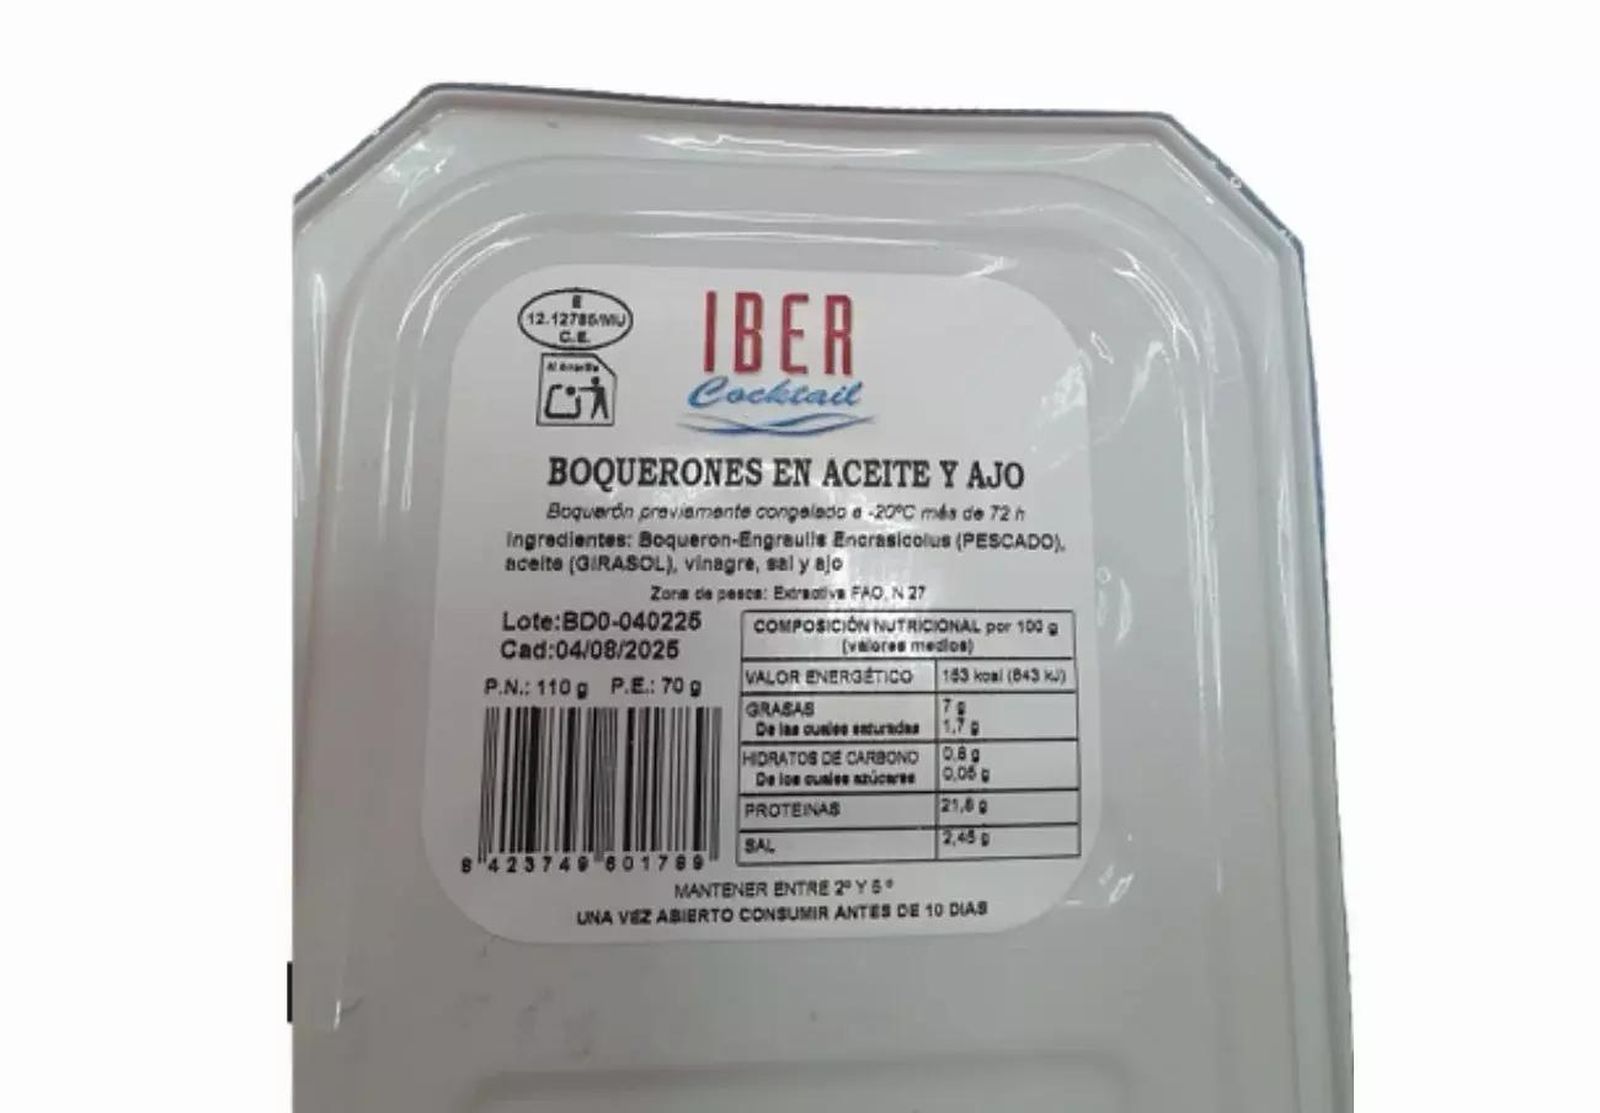 E
12.12785/MU
C.E.
Al Amarillo
IBER
Cocktail
BOQUERONES EN ACEITE Y AJO
Boquerón previamente congelado a -20ºC más de 72 h
Ingredientes: Boqueron-Engraulis Encrasicolus (PESCADO),
aceite (GIRASOL), vinagre, sal y ajo
Zona de pesca: Extractiva FAO, N 27
Lote:BD0-040225
Cad:04/08/2025
P.N.: 110 g P.E.: 70 g
8 423749 601789
COMPOSICIÓN NUTRICIONAL por 100 g
(valores medios)
VALOR ENERGÉTICO 153 kcal (643 kJ)
GRASAS 7 g
De las cuales saturadas 1,7 g
HIDRATOS DE CARBONO 0,8 g
De los cuales azúcares 0,05 g
PROTEINAS 21,8 g
SAL 2,45 g
MANTENER ENTRE 2º Y 5º
UNA VEZ ABIERTO CONSUMIR ANTES DE 10 DIAS